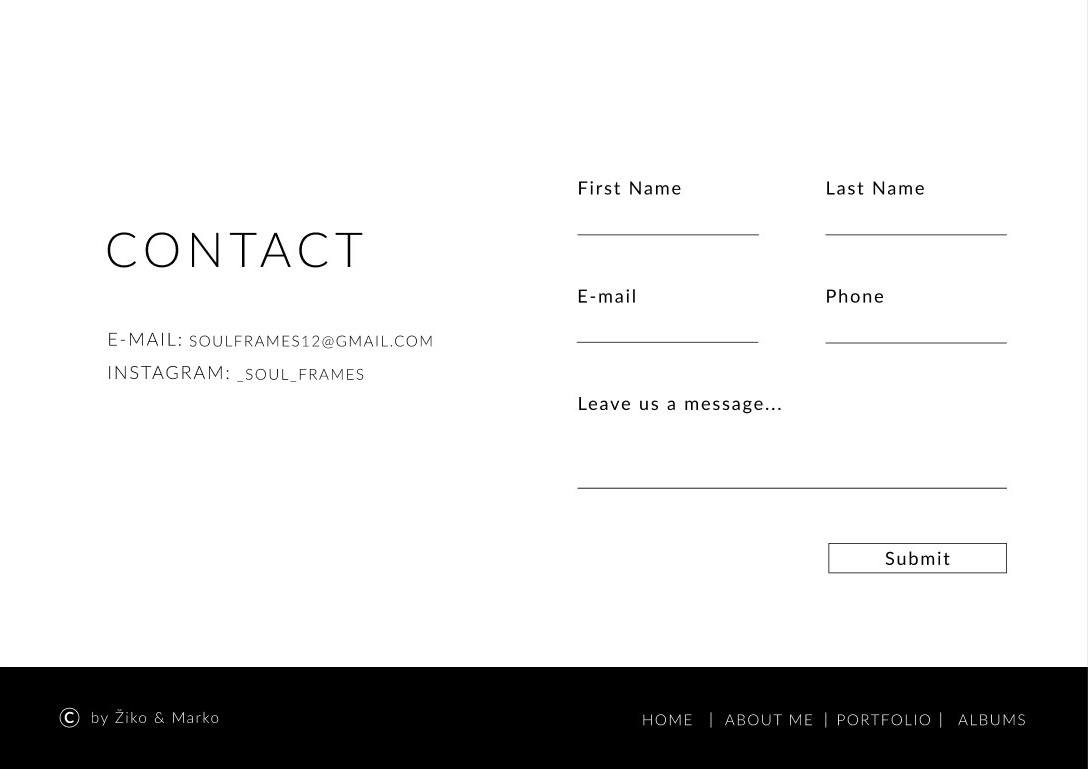 CONTACT
E-MAIL: SOULFRAMES12@GMAIL.COM
INSTAGRAM: _SOUL_FRAMES
First Name
Last Name
E-mail
Phone
Leave us a message...
Submit
© by Žiko & Marko
HOME | ABOUT ME | PORTFOLIO | ALBUMS